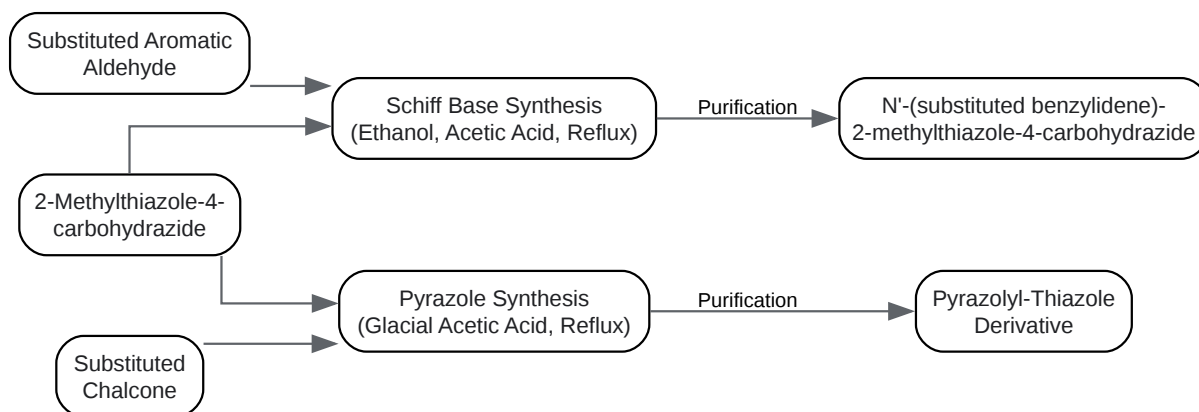 Substituted Aromatic
Aldehyde
Schiff Base Synthesis
(Ethanol, Acetic Acid, Reflux)
Purification
N'-(substituted benzylidene)-
2-methylthiazole-4-carbohydrazide
2-Methylthiazole-4-
carbohydrazide
Pyrazole Synthesis
(Glacial Acetic Acid, Reflux)
Purification
Pyrazolyl-Thiazole
Derivative
Substituted
Chalcone